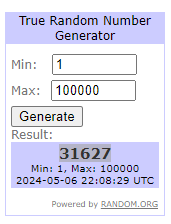 True Random Number
Generator
Min: 1
Max: 100000
Generate
Result:
31627
Min: 1, Max: 100000
2024-05-06 22:08:29 UTC
Powered by RANDOM.ORG